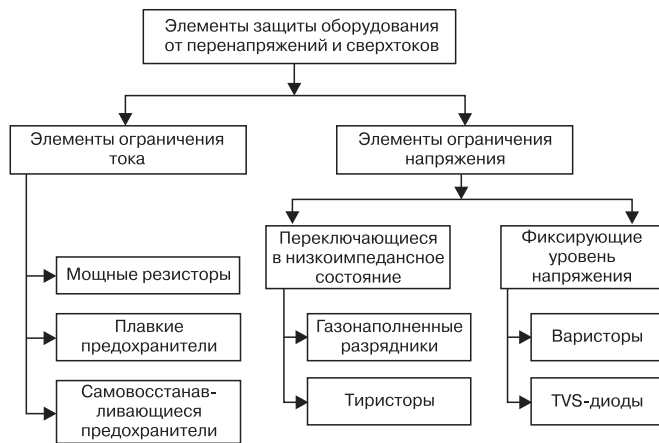 Элементы защиты оборудования
от перенапряжений и сверхтоков
Элементы ограничения
тока
Элементы ограничения
напряжения
Переключающиеся
в низкоимпедансное
состояние
Фиксирующие
уровень
напряжения
Мощные резисторы
Плавкие
предохранители
Самовосстанав-
ливающиеся
предохранители
Газонаполненные
разрядники
Тиристоры
Варисторы
TVS-диоды